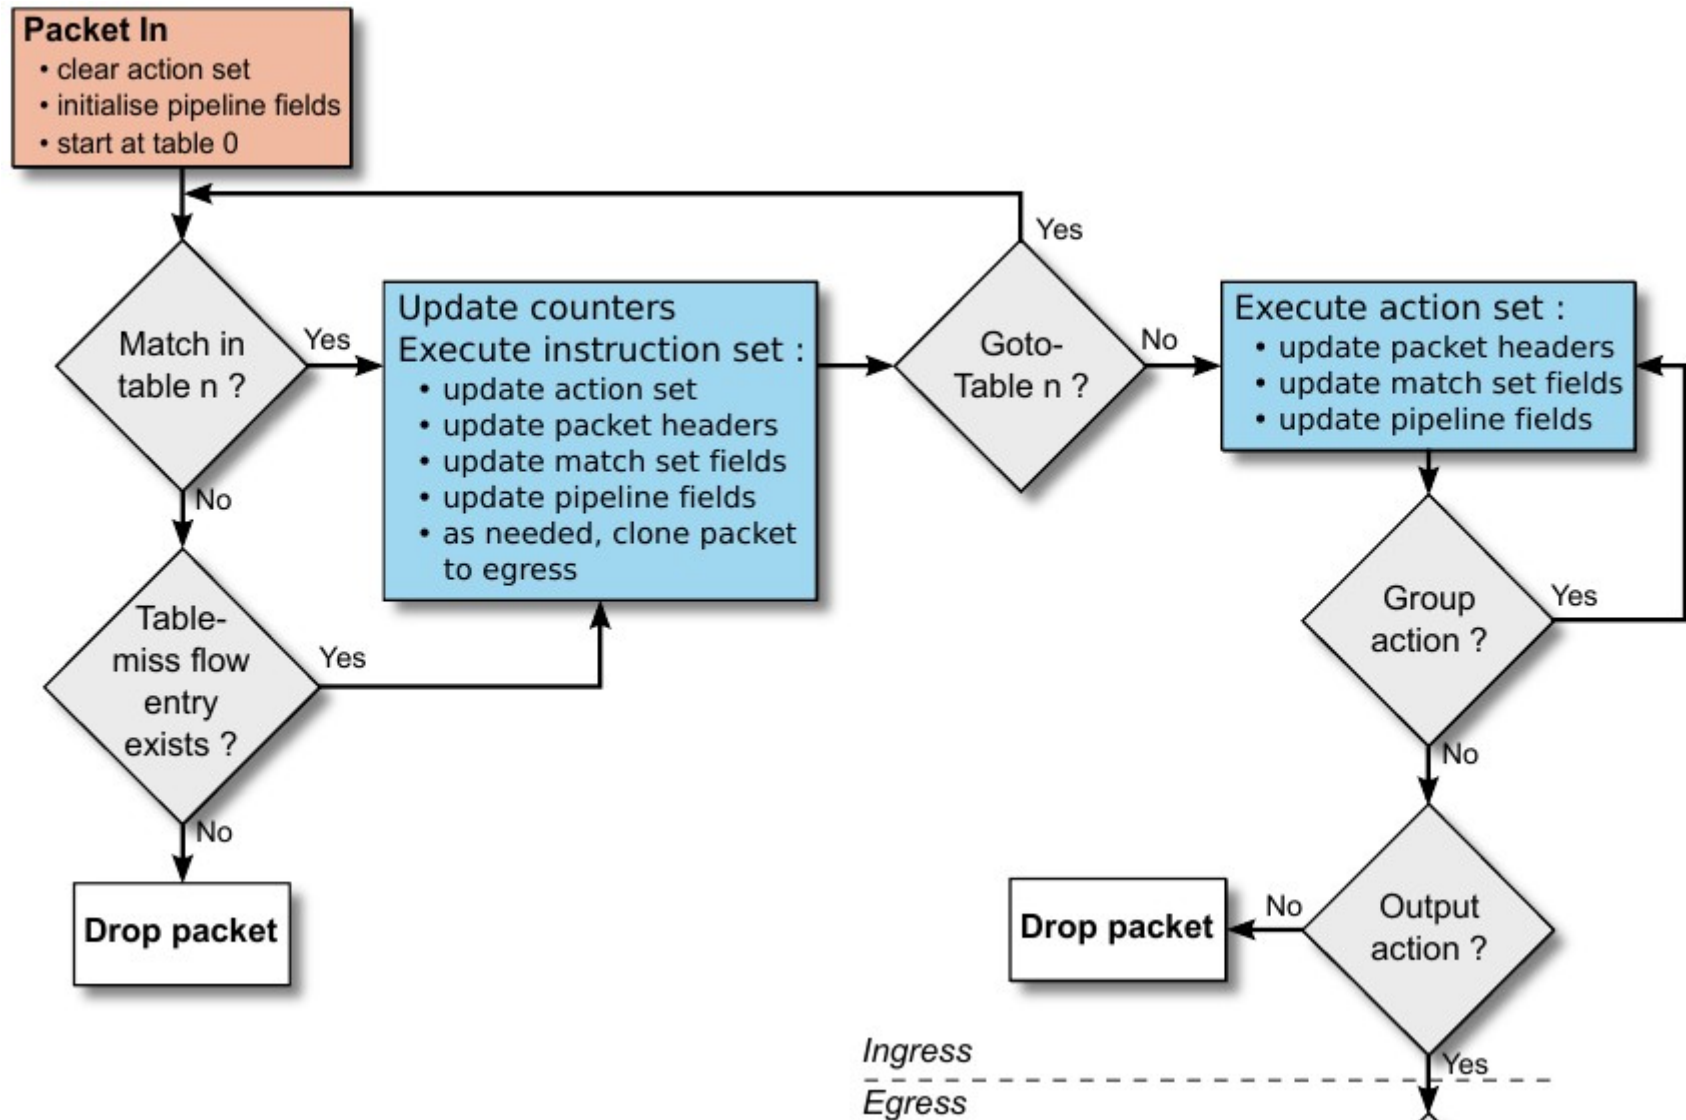 Packet In
• clear action set
• initialise pipeline fields
• start at table 0
Yes
Match in
table n ?
Yes
No
Update counters
Execute instruction set :
• update action set
• update packet headers
• update match set fields
• update pipeline fields
• as needed, clone packet
to egress
Goto-
Table n ?
No
Execute action set :
• update packet headers
• update match set fields
• update pipeline fields
Table-
miss flow
entry
exists ?
Yes
No
Drop packet
Group
action ?
Yes
No
Output
action ?
No
Drop packet
Yes
Ingress
Egress